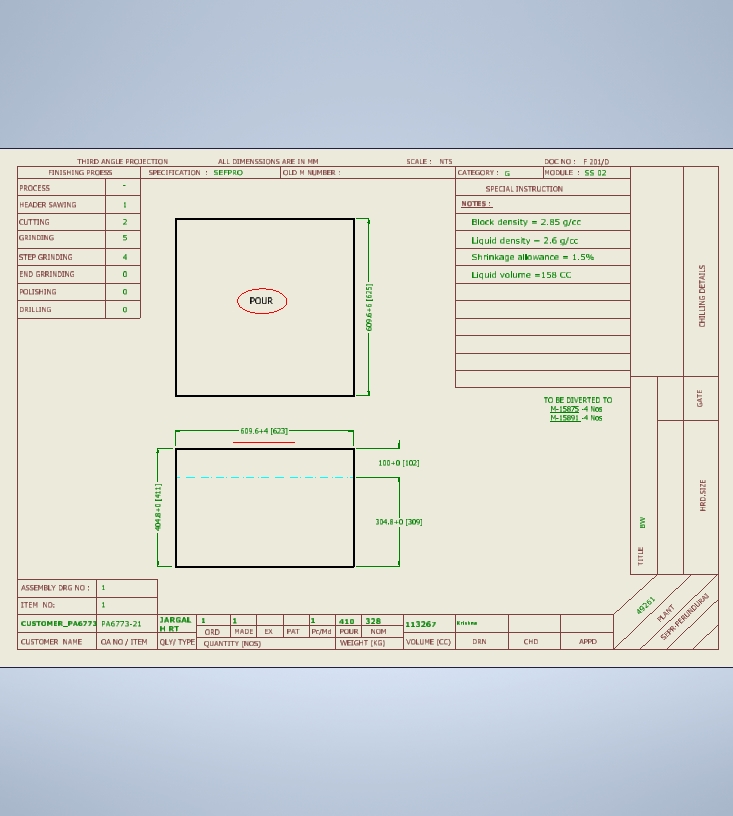 THIRD ANGLE PROJECTION ALL DIMENSSIONS ARE IN MM SCALE : NTS DOC NO : F 201/D
FINISHING PROESS SPECIFICATION : SEFPRO OLD M NUMBER : CATEGORY : G MODULE : SS 02
PROCESS -
HEADER SAWING 1
CUTTING 2
GRINDING 5
STEP GRINDING 4
END GRRINDING 0
POLISHING 0
DRILLING 0
SPECIAL INSTRUCTION
NOTES :
Block density = 2.85 g/cc
Liquid density = 2.6 g/cc
Shrinkage allowance = 1.5%
Liquid volume =158 CC
CHILLING DETAILS
POUR
609.6+6 [625]
TO BE DIVERTED TO
M-15875 -4 Nos
M-15891 -4 Nos
GATE
609.6+4 [623]
100+0 [102]
404.8+0 [411]
304.8+0 [309]
HRD.SIZE
TITLE BW
ASSEMBLY DRG NO : 1
ITEM NO: 1
CUSTOMER_PA6773 PA6773-21 JARGAL H RT 1 1 1 410 328 113267 Krishna
ORD MADE EX PAT Pc/Md POUR NOM
CUSTOMER NAME OA NO / ITEM QLY/ TYPE QUANTITY (NOS) WEIGHT (KG) VOLUME (CC) DRN CHD APPD
49261
PLANT
SEPR-PERUNDURAI